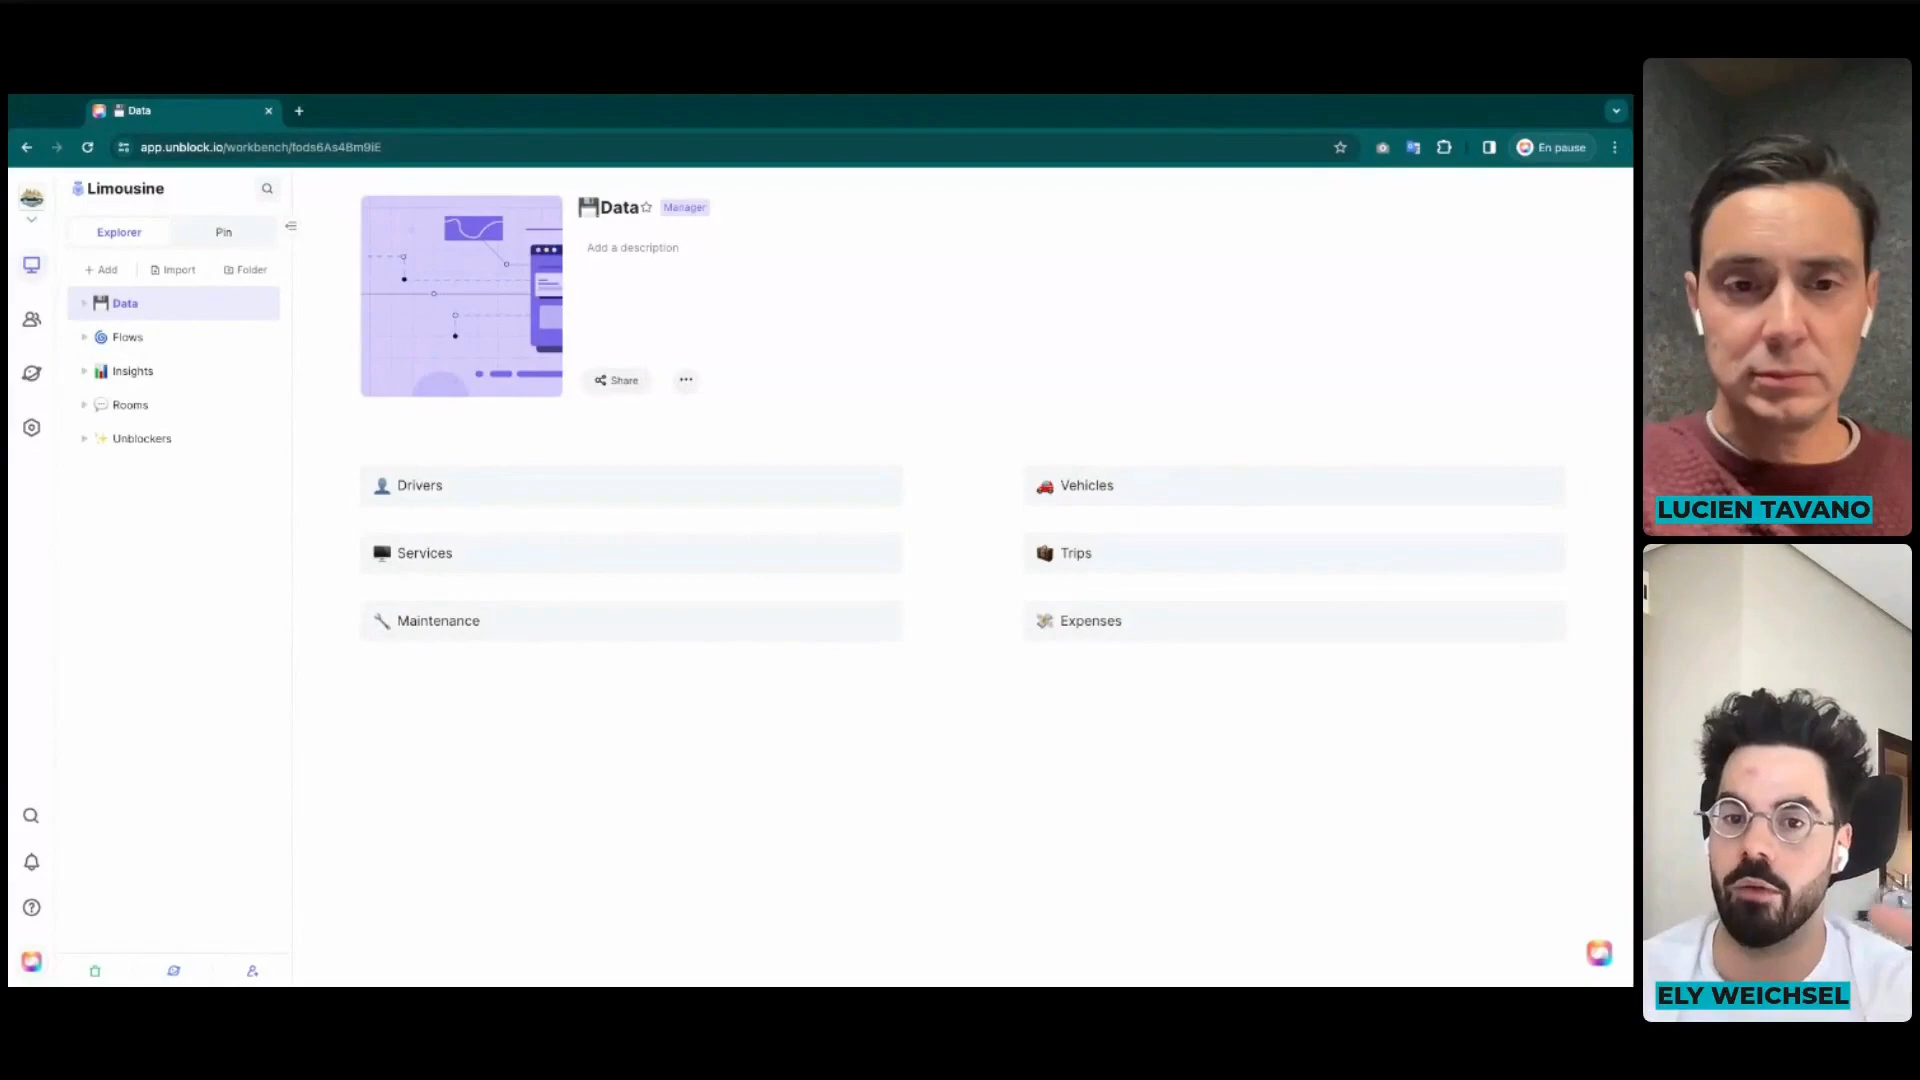 Data
app.unblock.io/workbench/fods6As4Bm9iE
En pause
Limousine
Explorer
Pin
Add
Import
Folder
Data
Flows
Insights
Rooms
Unblockers
Data
Manager
Add a description
Share
Drivers
Vehicles
Services
Trips
Maintenance
Expenses
LUCIEN TAVANO
ELY WEICHSEL